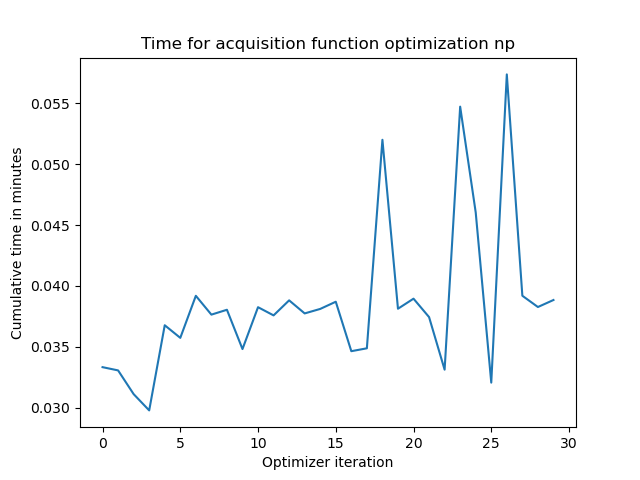 Time for acquisition function optimization np
Cumulative time in minutes
0.055
0.050
0.045
0.040
0.035
0.030
0 5 10 15 20 25 30
Optimizer iteration